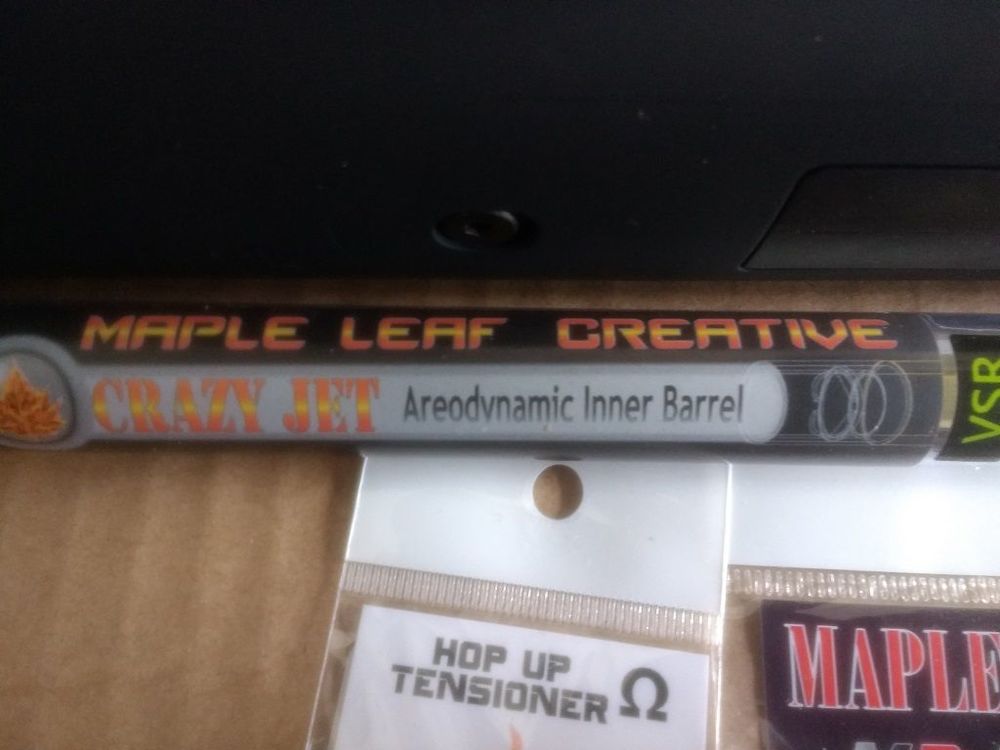 MAPLE LEAF CREATIVE
CRAZY JET Areodynamic Inner Barrel
VSR
HOP UP
TENSIONER Ω
MAPLE